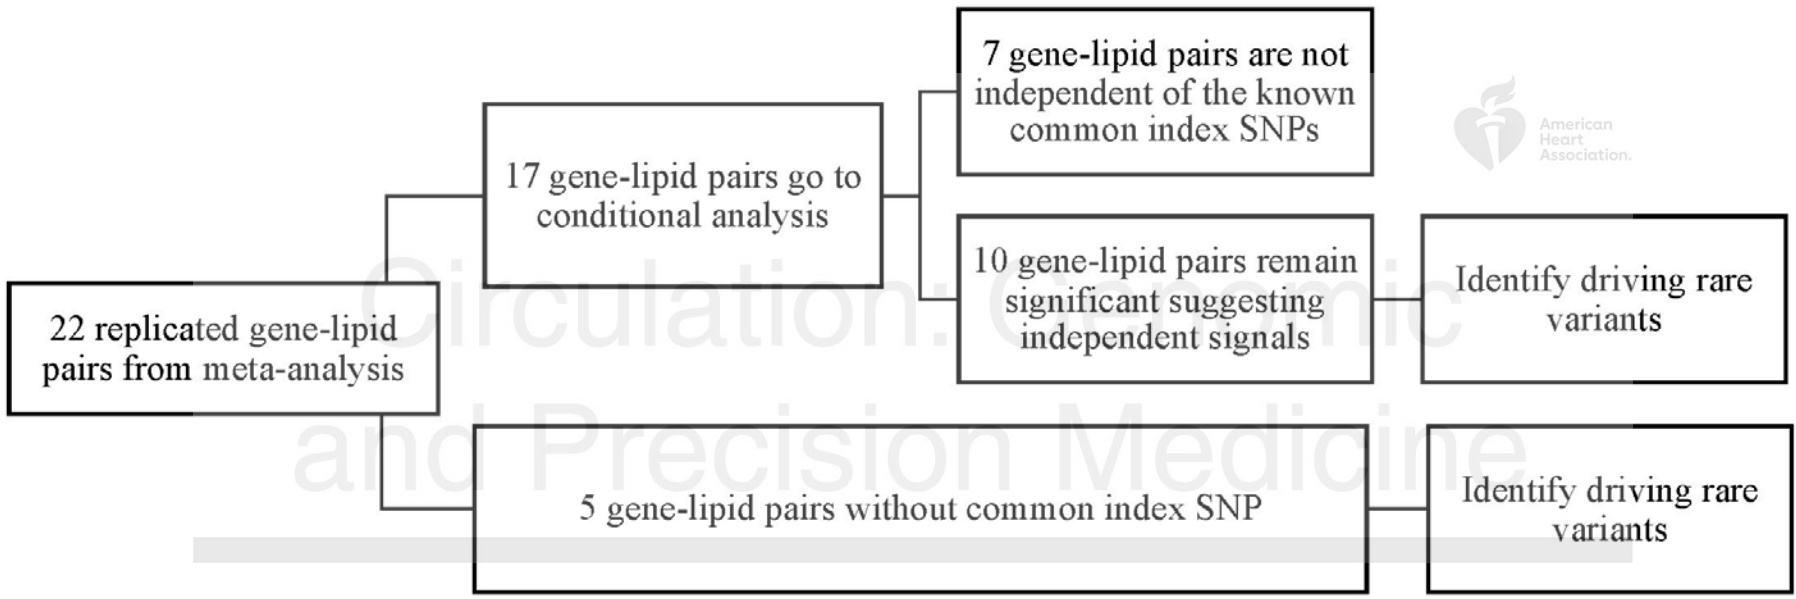 22 replicated gene-lipid
pairs from meta-analysis
17 gene-lipid pairs go to
conditional analysis
7 gene-lipid pairs are not
independent of the known
common index SNPs
10 gene-lipid pairs remain
significant suggesting
independent signals
Identify driving rare
variants
5 gene-lipid pairs without common index SNP
Identify driving rare
variants
American
Heart
Association.
Circulation: Genomic
and Precision Medicine